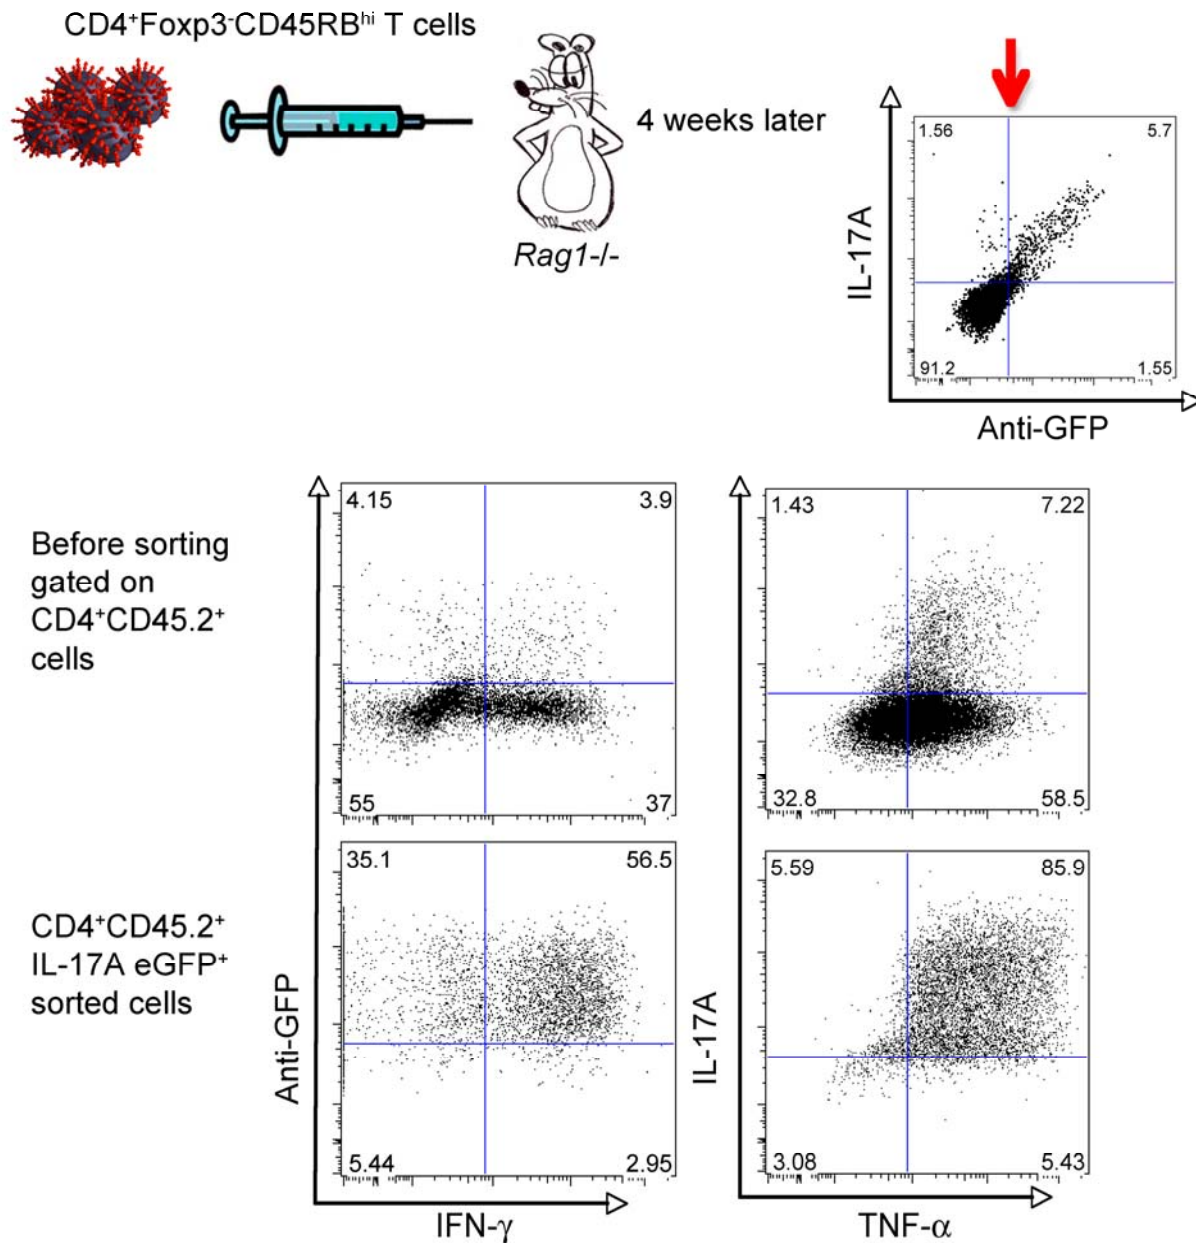 CD4⁺Foxp3⁻CD45RBʰⁱ T cells
4 weeks later
Rag1-/-
1.56 5.7
IL-17A
91.2 1.55
Anti-GFP
Before sorting
gated on
CD4⁺CD45.2⁺
cells
4.15 3.9
55 37
1.43 7.22
32.8 58.5
CD4⁺CD45.2⁺
IL-17A eGFP⁺
sorted cells
Anti-GFP
35.1 56.5
5.44 2.95
IFN-γ
IL-17A
5.59 85.9
3.08 5.43
TNF-α